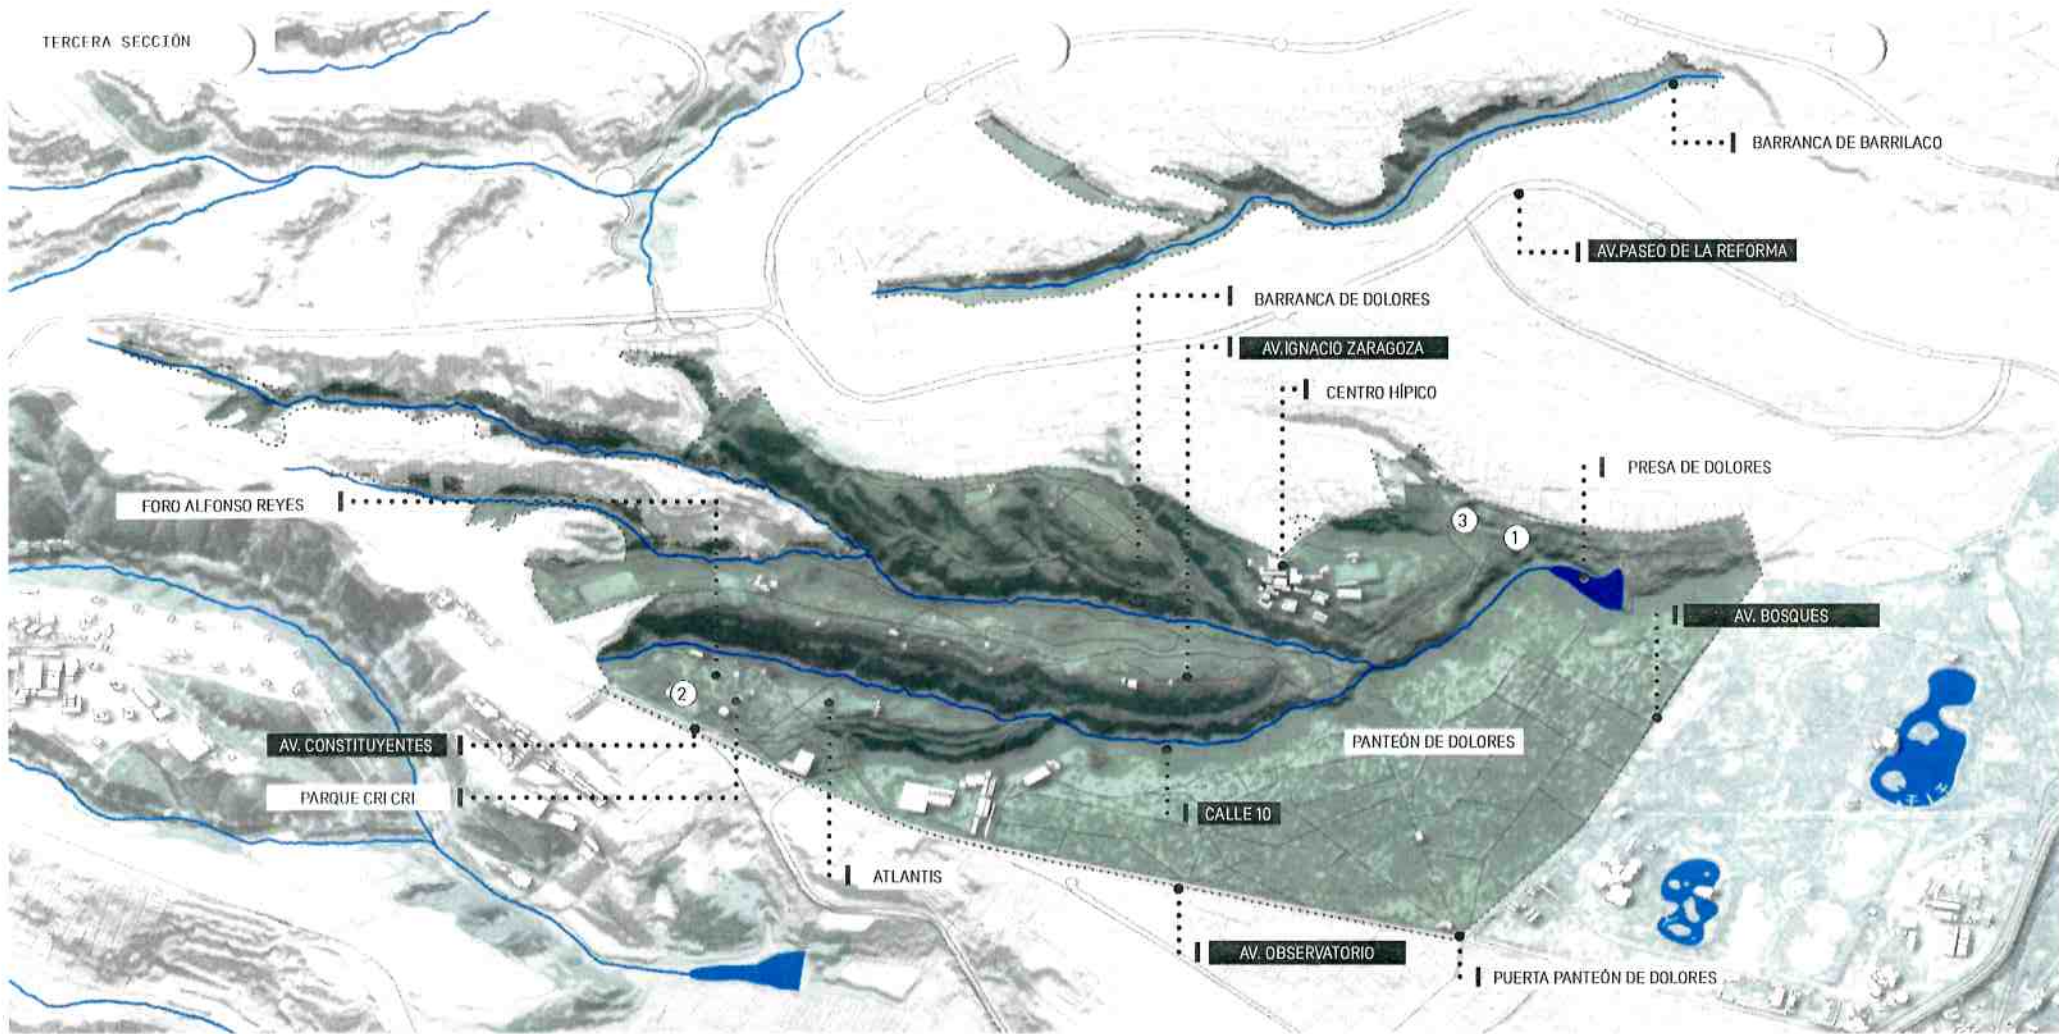 TERCERA SECCIÓN
BARRANCA DE BARRILACO
AV.PASEO DE LA REFORMA
BARRANCA DE DOLORES
AV.IGNACIO ZARAGOZA
CENTRO HÍPICO
PRESA DE DOLORES
FORO ALFONSO REYES
3
1
AV. BOSQUES
2
AV. CONSTITUYENTES
PANTEÓN DE DOLORES
PARQUE CRI CRI
CALLE 10
ATLANTIS
AV. OBSERVATORIO
PUERTA PANTEÓN DE DOLORES